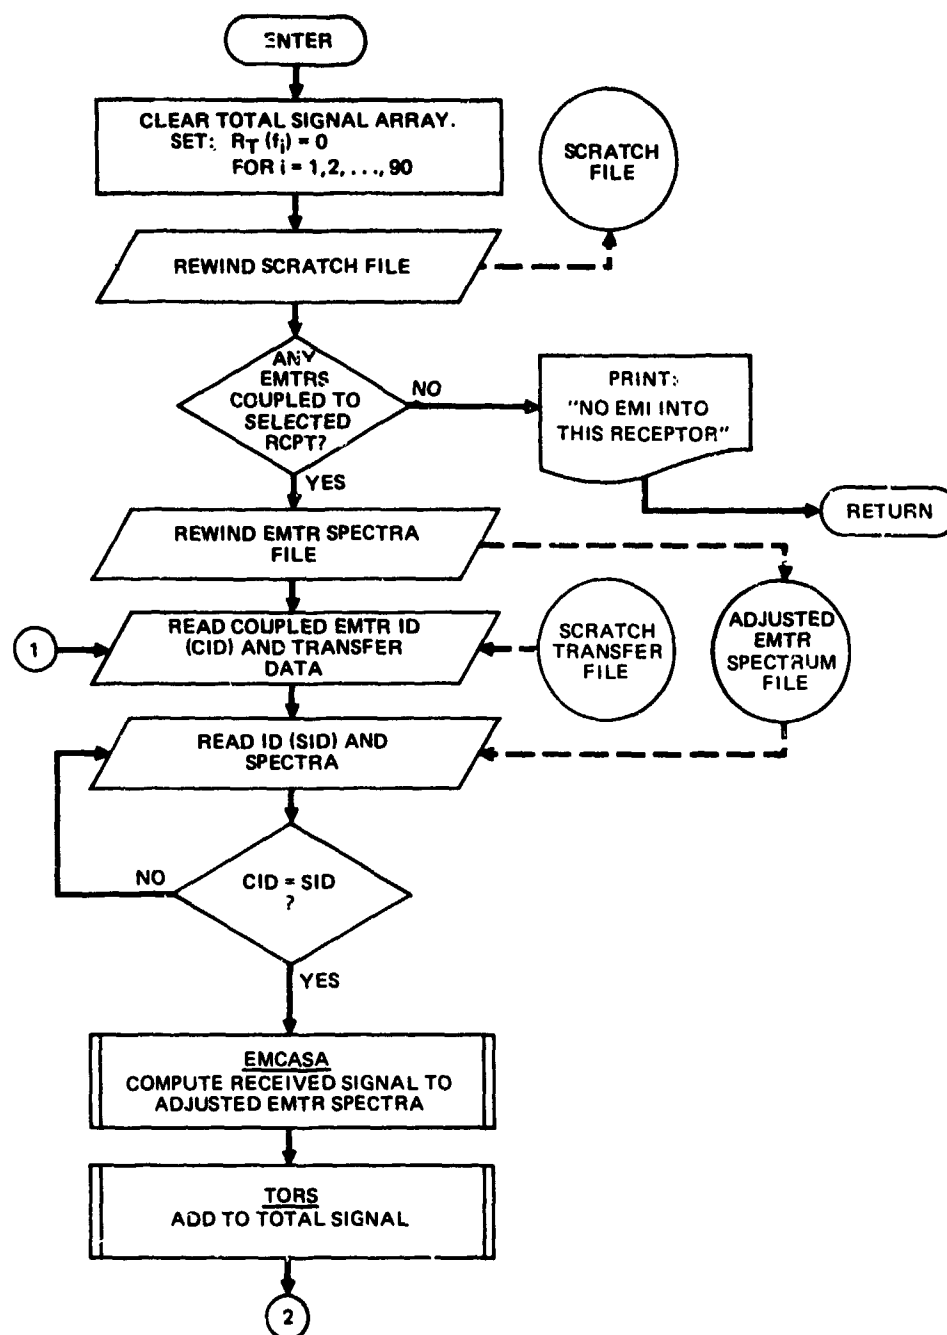 ENTER
CLEAR TOTAL SIGNAL ARRAY.
SET: R_T (f_i) = 0
FOR i = 1, 2, . . ., 90
SCRATCH
FILE
REWIND SCRATCH FILE
ANY
EMTRS
COUPLED TO
SELECTED
RCPT?
NO
PRINT:
"NO EMI INTO
THIS RECEPTOR"
YES
RETURN
REWIND EMTR SPECTRA
FILE
1
READ COUPLED EMTR ID
(CID) AND TRANSFER
DATA
SCRATCH
TRANSFER
FILE
ADJUSTED
EMTR
SPECTRUM
FILE
READ ID (SID) AND
SPECTRA
NO
CID = SID
?
YES
EMCASA
COMPUTE RECEIVED SIGNAL TO
ADJUSTED EMTR SPECTRA
TORS
ADD TO TOTAL SIGNAL
2